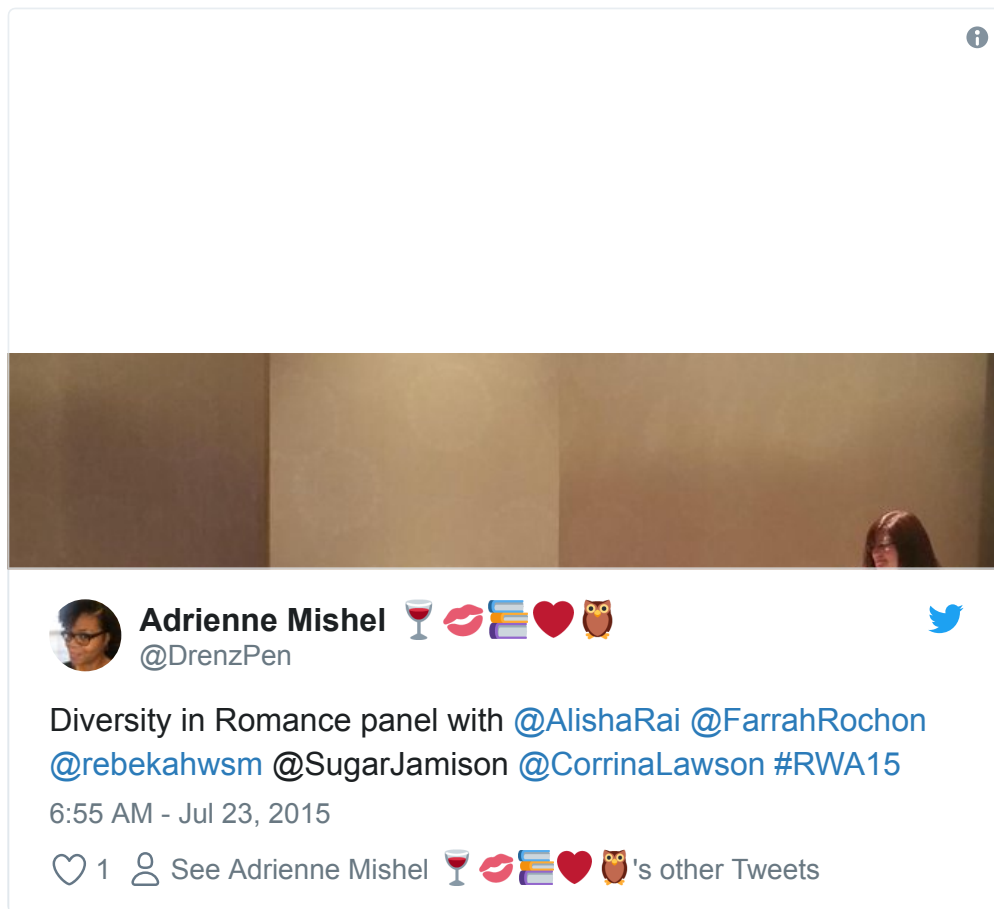 Adrienne Mishel 🍷💋📚❤️🦉
@DrenzPen
Diversity in Romance panel with @AlishaRai @FarrahRochon
@rebekahwsm @SugarJamison @CorrinaLawson #RWA15
6:55 AM - Jul 23, 2015
1 See Adrienne Mishel 🍷💋📚❤️🦉's other Tweets